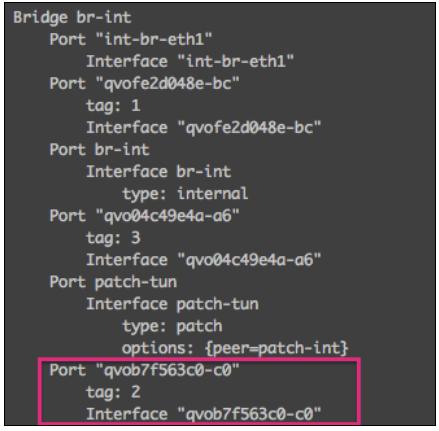 Bridge br-int
Port "int-br-eth1"
Interface "int-br-eth1"
Port "qvofe2d048e-bc"
tag: 1
Interface "qvofe2d048e-bc"
Port br-int
Interface br-int
type: internal
Port "qvo04c49e4a-a6"
tag: 3
Interface "qvo04c49e4a-a6"
Port patch-tun
Interface patch-tun
type: patch
options: {peer=patch-int}
Port "qvob7f563c0-c0"
tag: 2
Interface "qvob7f563c0-c0"